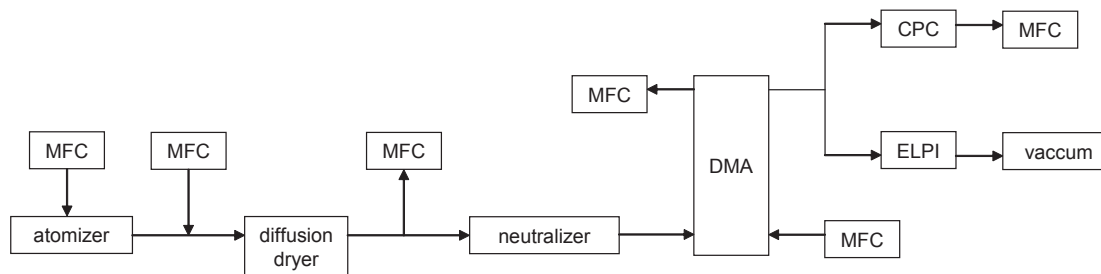 CPC
MFC
MFC
MFC
MFC
MFC
DMA
ELPI
vaccum
atomizer
diffusion
dryer
neutralizer
MFC